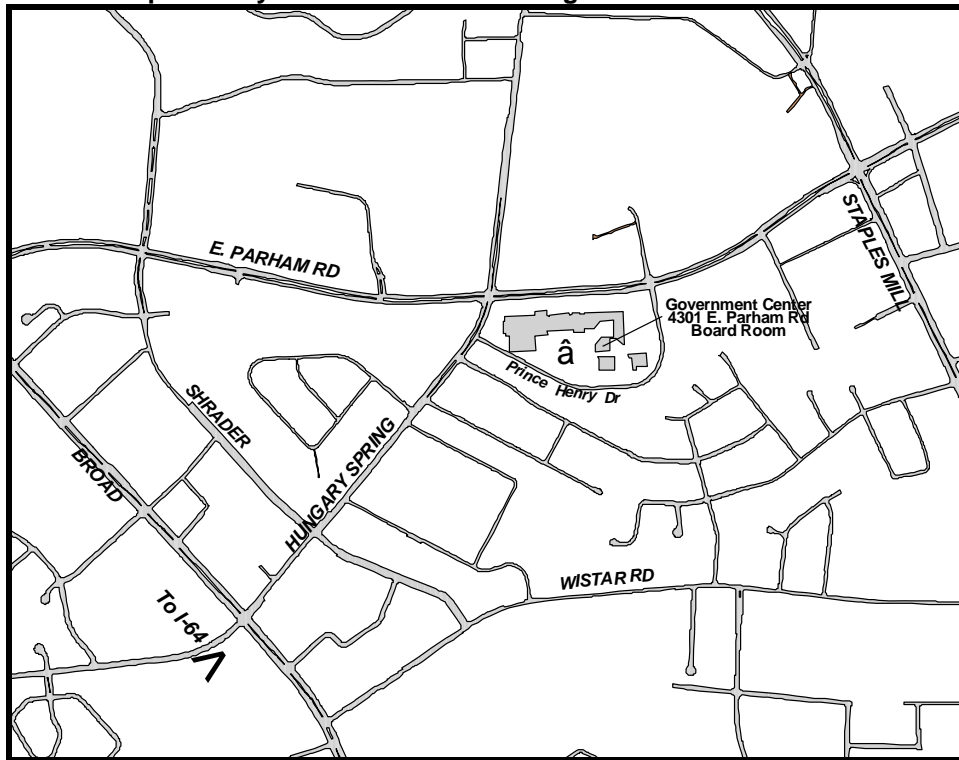 E. PARHAM RD
STAPLES MILL
Government Center
4301 E. Parham Rd
Board Room
â
Prince Henry Dr
SHRADER
HUNGARY SPRING
BROAD
WISTAR RD
To I-64